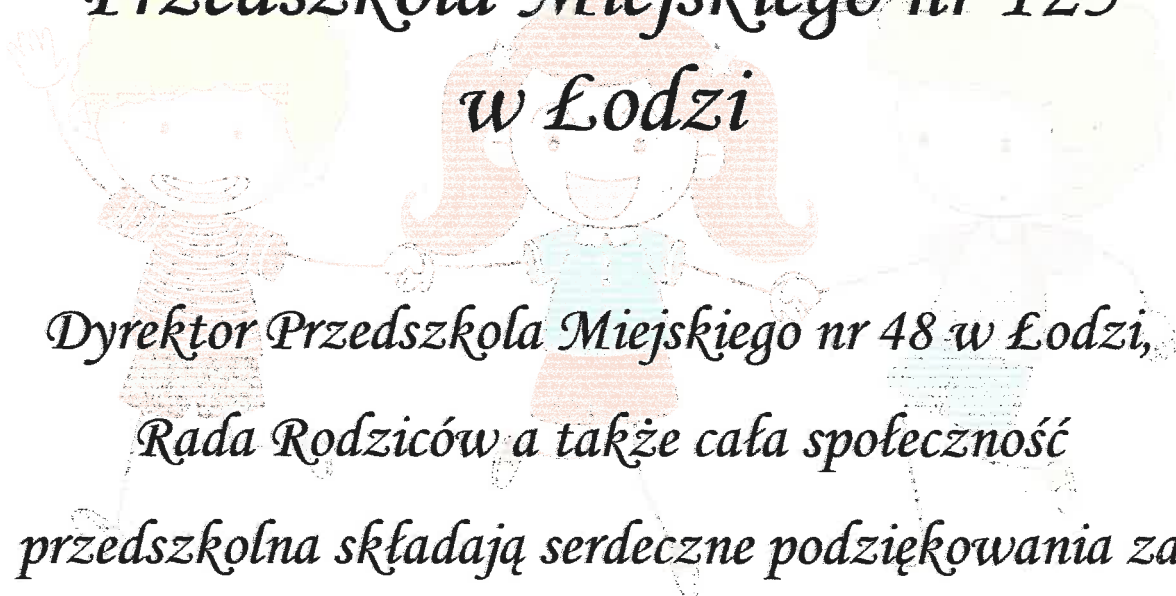 Przedszkola Miejskiego nr 125
w Łodzi
Dyrektor Przedszkola Miejskiego nr 48 w Łodzi,
Rada Rodziców a także cała społeczność
przedszkolna składają serdeczne podziękowania za